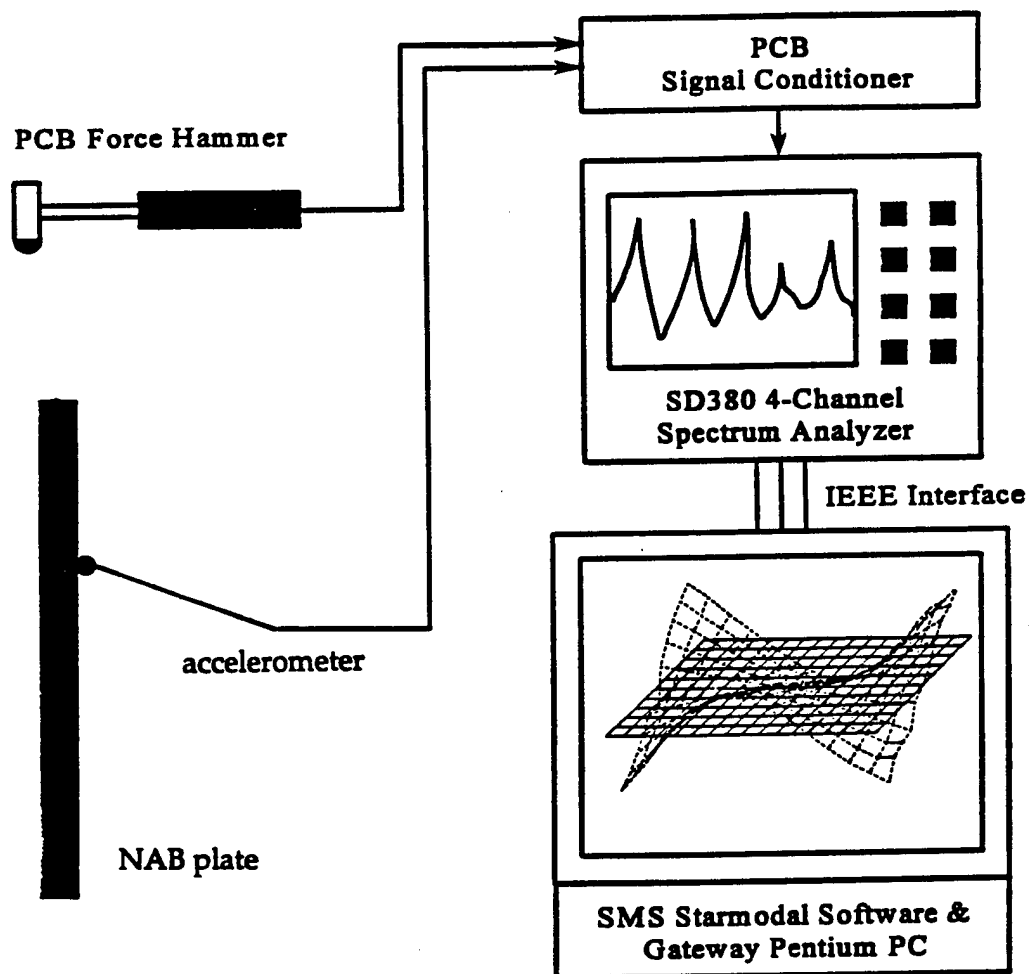 PCB
Signal Conditioner
PCB Force Hammer
SD380 4-Channel
Spectrum Analyzer
IEEE Interface
accelerometer
NAB plate
SMS Starmodal Software &
Gateway Pentium PC